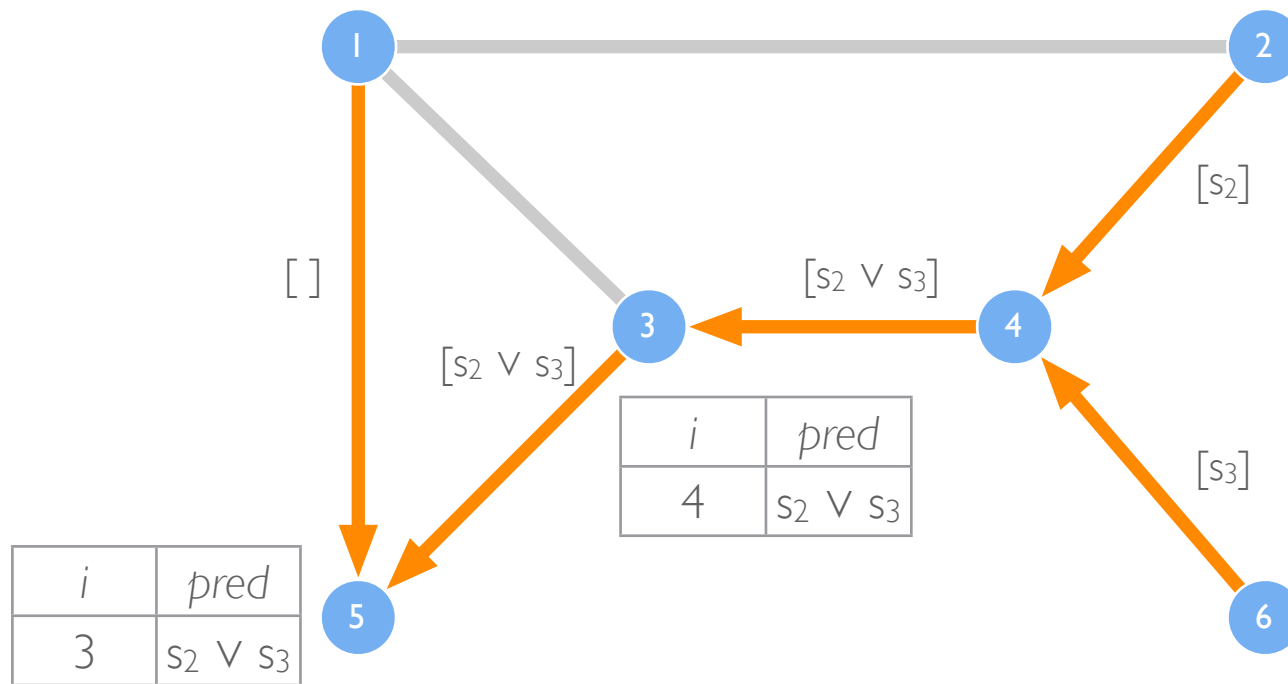 1
2
[s₂]
[ ]
[s₂ ∨ s₃]
3
4
[s₂ ∨ s₃]
i pred
4 s₂ ∨ s₃
[s₃]
i pred
3 s₂ ∨ s₃
5
6